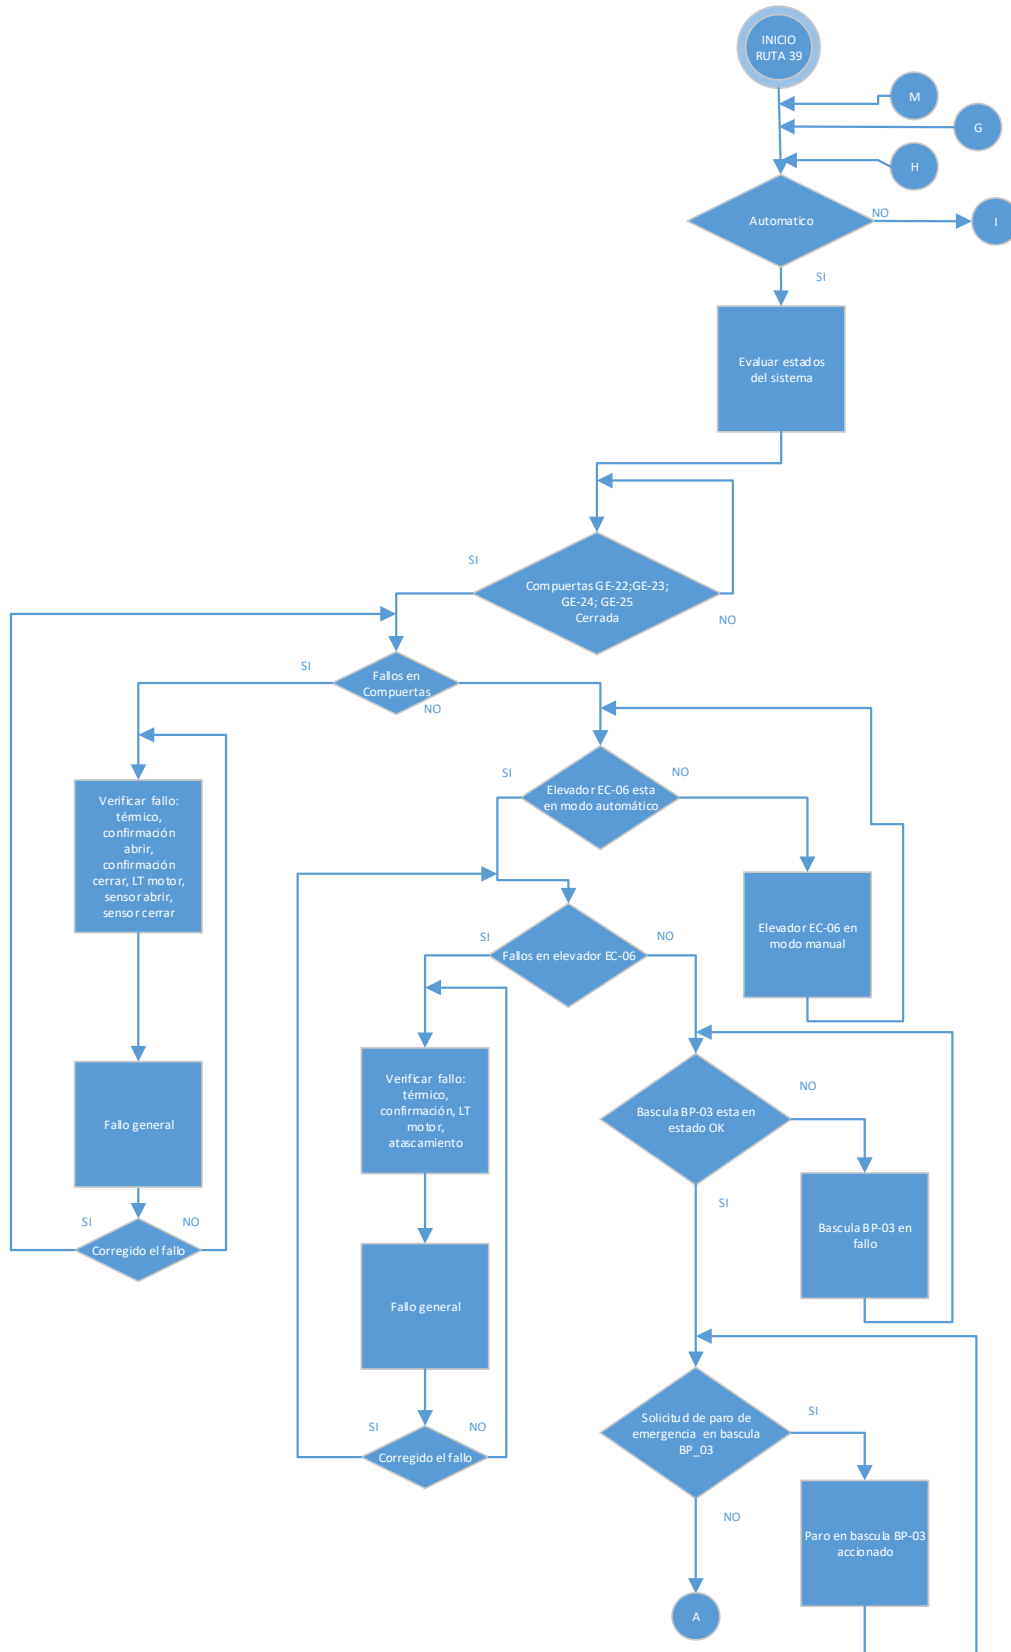 INICIO
RUTA 39
M
G
H
Automatico
NO
I
SI
Evaluar estados
del sistema
SI
Compuertas GE-22;GE-23;
GE-24; GE-25
Cerrada
NO
SI
Fallos en
Compuertas
NO
SI
Elevador EC-06 esta
en modo automático
NO
Verificar fallo:
térmico,
confirmación
abrir,
confirmación
cerrar, LT motor,
sensor abrir,
sensor cerrar
Elevador EC-06 en
modo manual
SI
Fallos en elevador EC-06
NO
Verificar fallo:
térmico,
confirmación, LT
motor,
atascamiento
NO
Bascula BP-03 esta en
estado OK
Fallo general
SI
SI
NO
Corregido el fallo
Bascula BP-03 en
fallo
Fallo general
Solicitud de paro de
emergencia en bascula
BP_03
SI
SI
NO
Corregido el fallo
NO
Paro en bascula BP-03
accionado
A